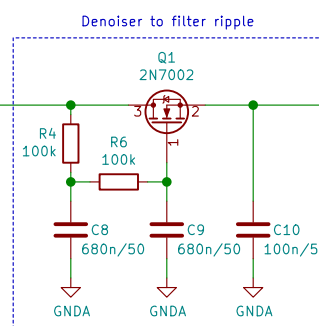 Denoiser to filter ripple
Q1
2N7002
3
2
1
R4
100k
R6
100k
C8
680n/50
C9
680n/50
C10
100n/5
GNDA
GNDA
GNDA